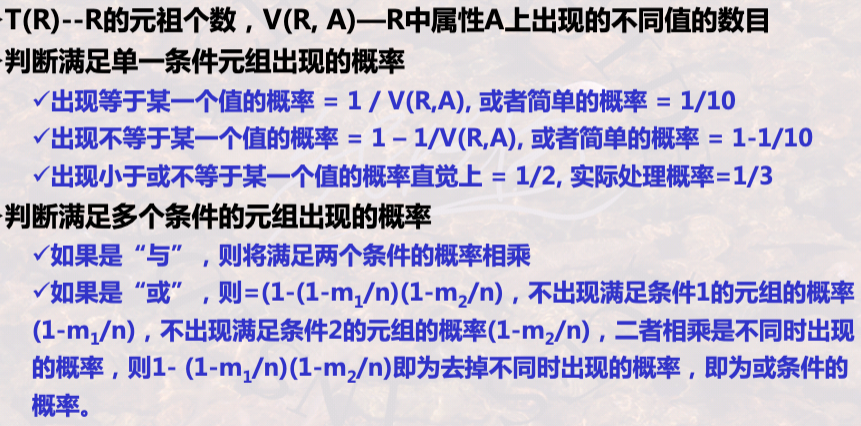 T(R)--R的元祖个数，V(R, A)—R中属性A上出现的不同值的数目
判断满足单一条件元组出现的概率
✓出现等于某一个值的概率 = 1 / V(R,A), 或者简单的概率 = 1/10
✓出现不等于某一个值的概率 = 1 – 1/V(R,A), 或者简单的概率 = 1-1/10
✓出现小于或不等于某一个值的概率直觉上 = 1/2, 实际处理概率=1/3
判断满足多个条件的元组出现的概率
✓如果是“与”，则将满足两个条件的概率相乘
✓如果是“或”，则=(1-(1-m₁/n)(1-m₂/n)，不出现满足条件1的元组的概率
(1-m₁/n)，不出现满足条件2的元组的概率(1-m₂/n)，二者相乘是不同时出现
的概率，则1- (1-m₁/n)(1-m₂/n)即为去掉不同时出现的概率，即为或条件的
概率。